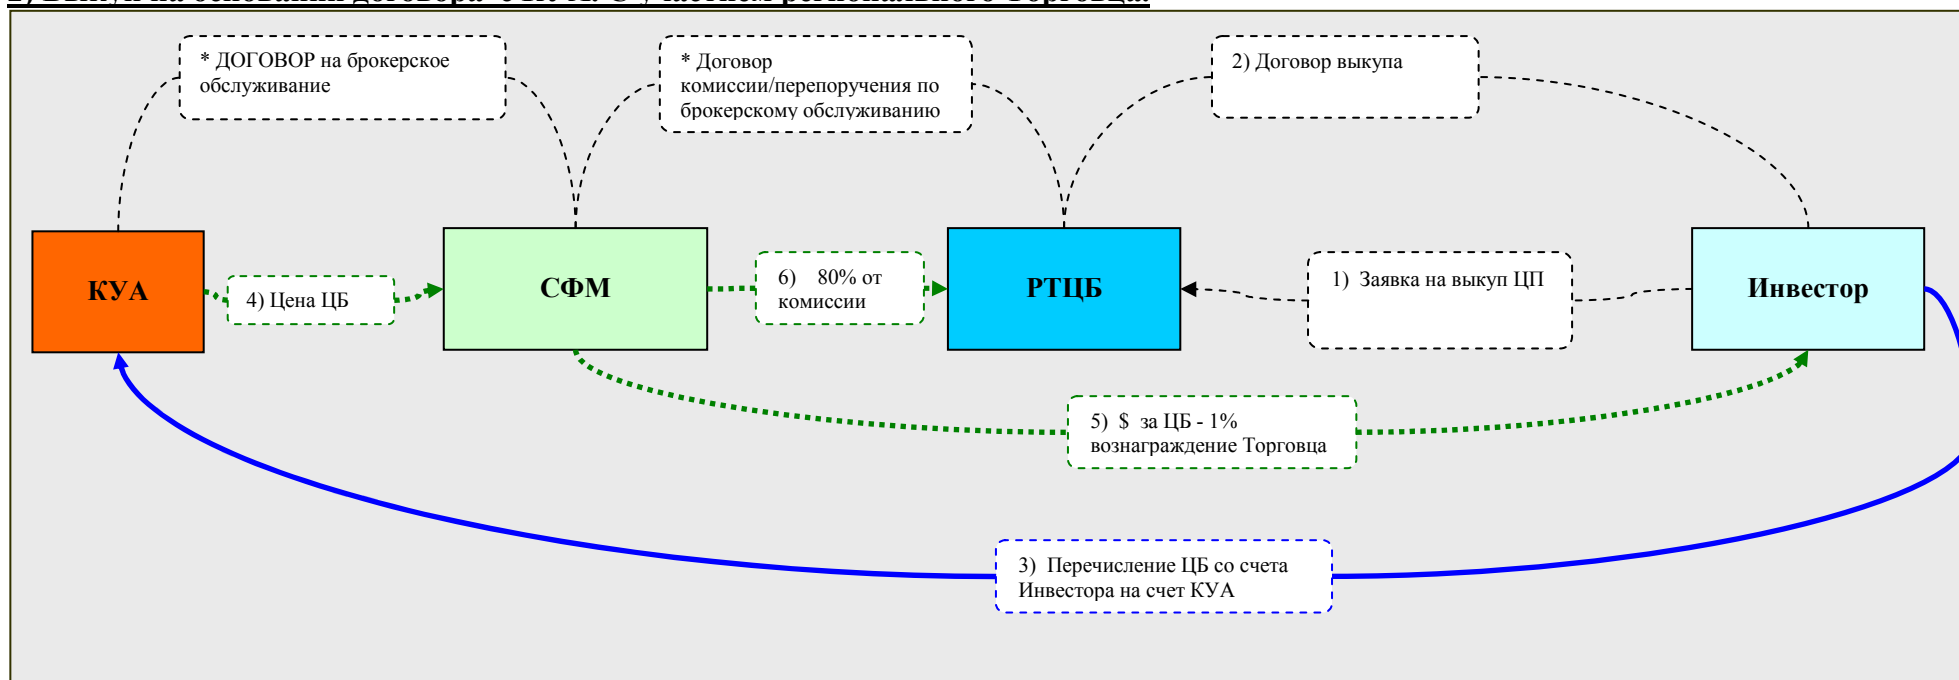 * ДОГОВОР на брокерское
обслуживание
* Договор
комиссии/перепоручения по
брокерскому обслуживанию
2) Договор выкупа
КУА
4) Цена ЦБ
СФМ
6) 80% от
комиссии
РТЦБ
1) Заявка на выкуп ЦП
Инвестор
5) $ за ЦБ - 1%
вознаграждение Торговца
3) Перечисление ЦБ со счета
Инвестора на счет КУА